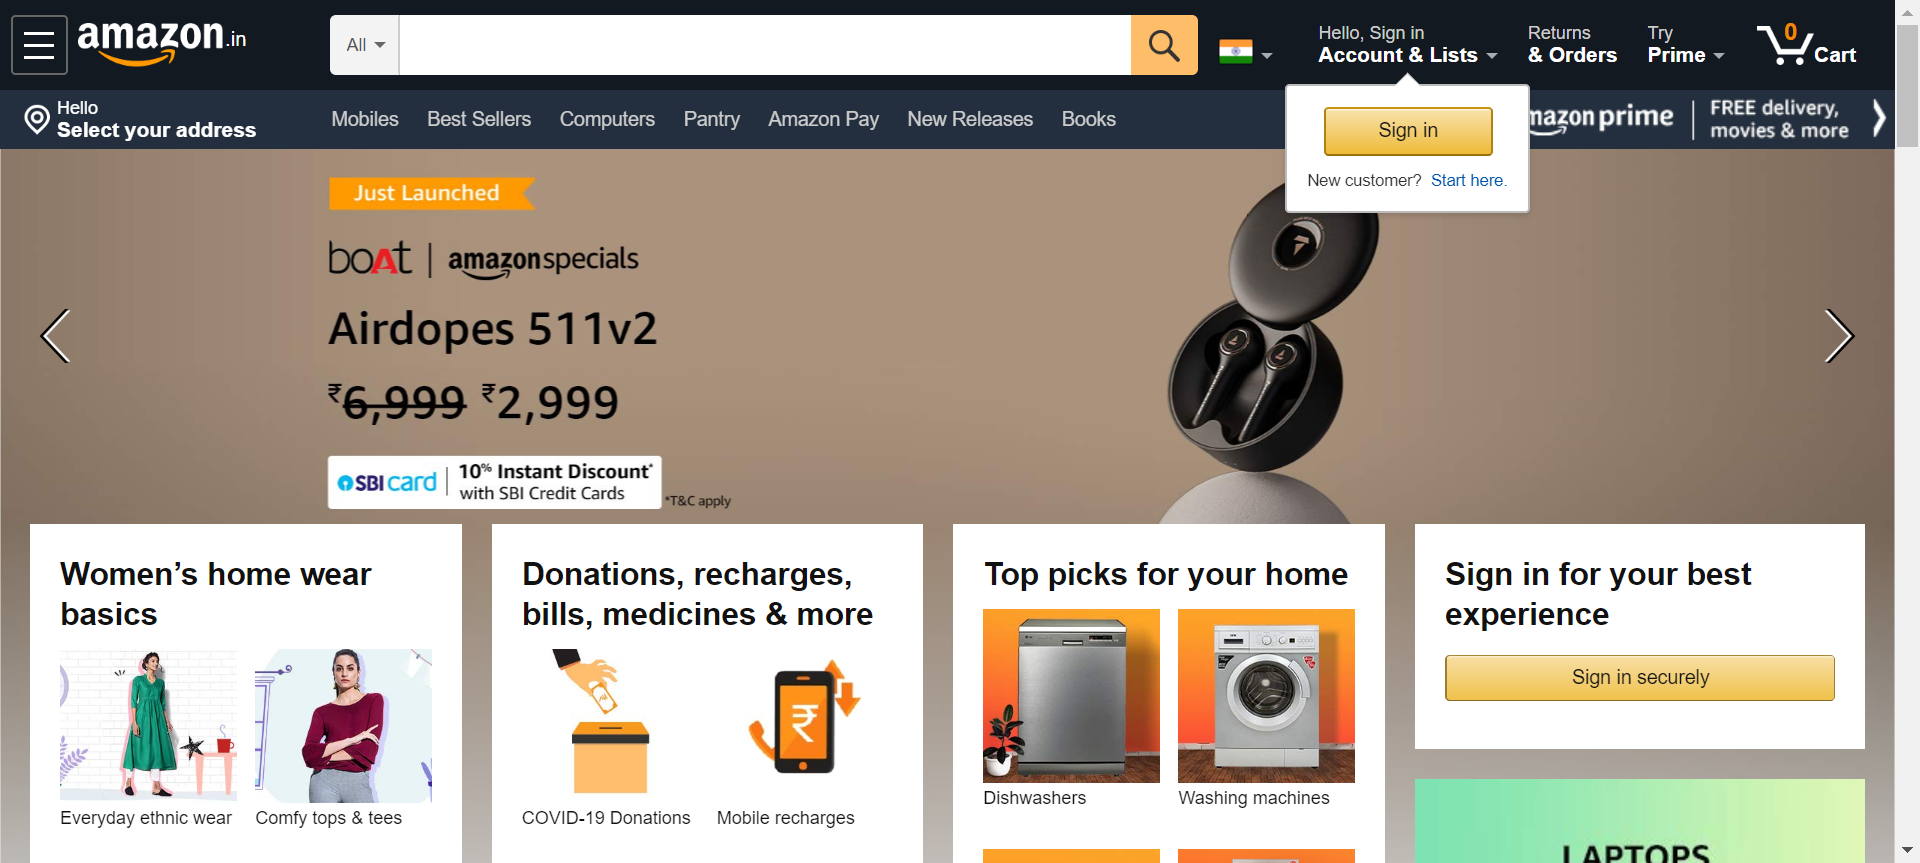 amazon.in
All
Hello, Sign in
Account & Lists
Returns
& Orders
Try
Prime
0
Cart
Hello
Select your address
Mobiles
Best Sellers
Computers
Pantry
Amazon Pay
New Releases
Books
Sign in
New customer? Start here.
prime
FREE delivery,
movies & more
Just Launched
boAt | amazonspecials
Airdopes 511v2
₹6,999 ₹2,999
SBI card
10% Instant Discount*
with SBI Credit Cards
*T&C apply
Women’s home wear
basics
Everyday ethnic wear
Comfy tops & tees
Donations, recharges,
bills, medicines & more
COVID-19 Donations
Mobile recharges
Top picks for your home
Dishwashers
Washing machines
Sign in for your best
experience
Sign in securely
LAPTOPS